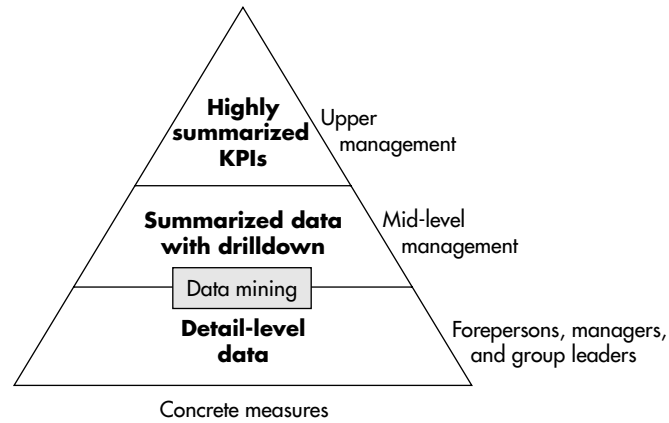 Highly
summarized
KPIs
Upper
management
Summarized data
with drilldown
Mid-level
management
Data mining
Detail-level
data
Forepersons, managers,
and group leaders
Concrete measures